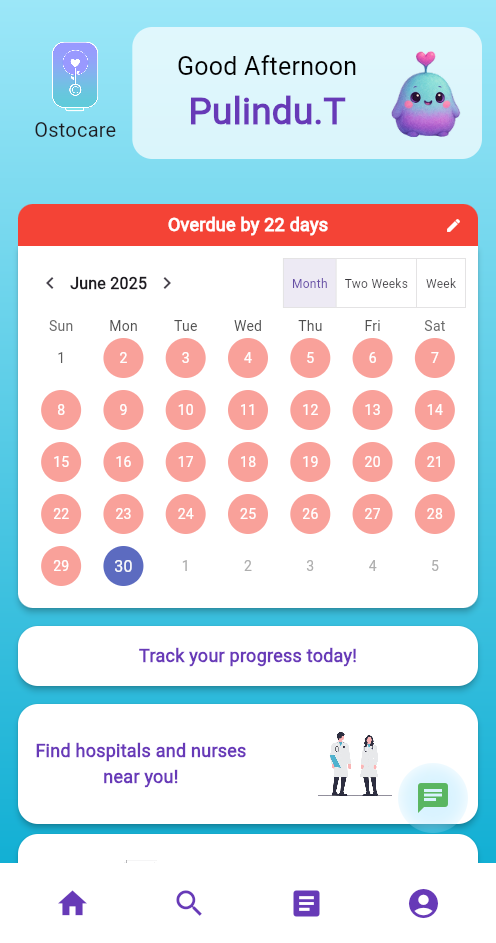 Good Afternoon
Pulindu.T
Ostocare
Overdue by 22 days
June 2025
Month Two Weeks Week
Sun Mon Tue Wed Thu Fri Sat
1 2 3 4 5 6 7
8 9 10 11 12 13 14
15 16 17 18 19 20 21
22 23 24 25 26 27 28
29 30 1 2 3 4 5
Track your progress today!
Find hospitals and nurses
near you!